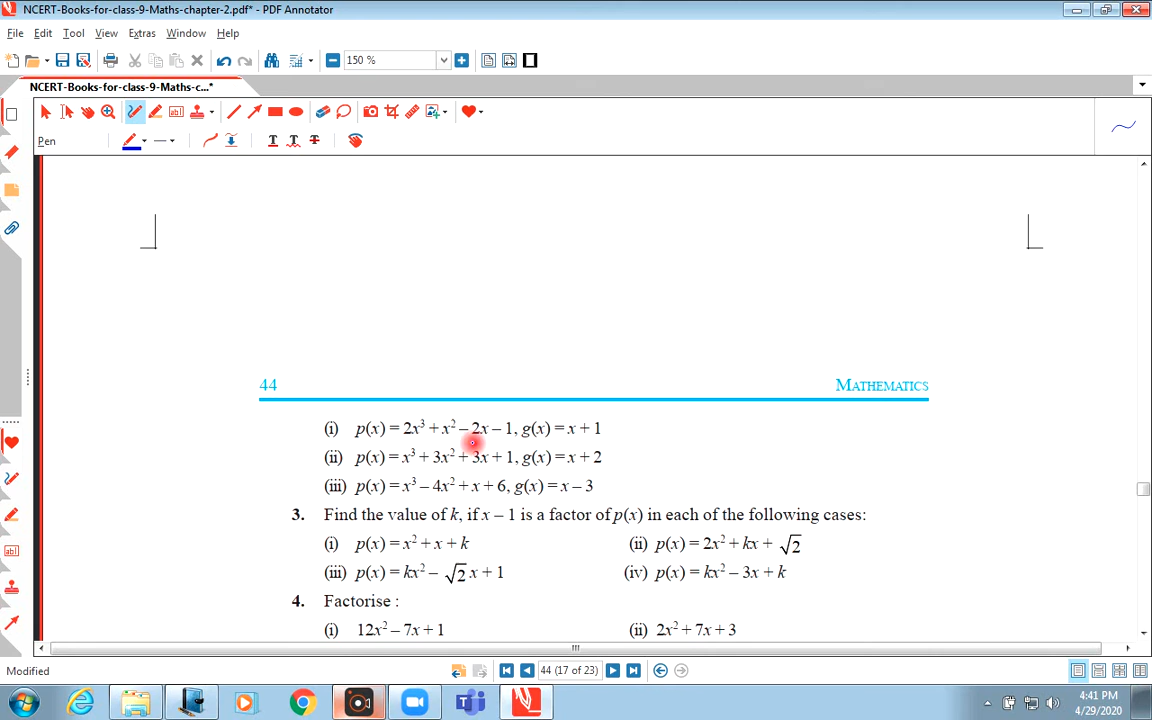 NCERT-Books-for-class-9-Maths-chapter-2.pdf* - PDF Annotator
File Edit Tool View Extras Window Help
150 %
NCERT-Books-for-class-9-Maths-c...*
Pen
44 MATHEMATICS
(i) p(x) = 2x³ + x² – 2x – 1, g(x) = x + 1
(ii) p(x) = x³ + 3x² + 3x + 1, g(x) = x + 2
(iii) p(x) = x³ – 4x² + x + 6, g(x) = x – 3
3. Find the value of k, if x – 1 is a factor of p(x) in each of the following cases:
(i) p(x) = x² + x + k (ii) p(x) = 2x² + kx + √2
(iii) p(x) = kx² – √2 x + 1 (iv) p(x) = kx² – 3x + k
4. Factorise :
(i) 12x² – 7x + 1 (ii) 2x² + 7x + 3
Modified 44 (17 of 23)
4:41 PM
4/29/2020